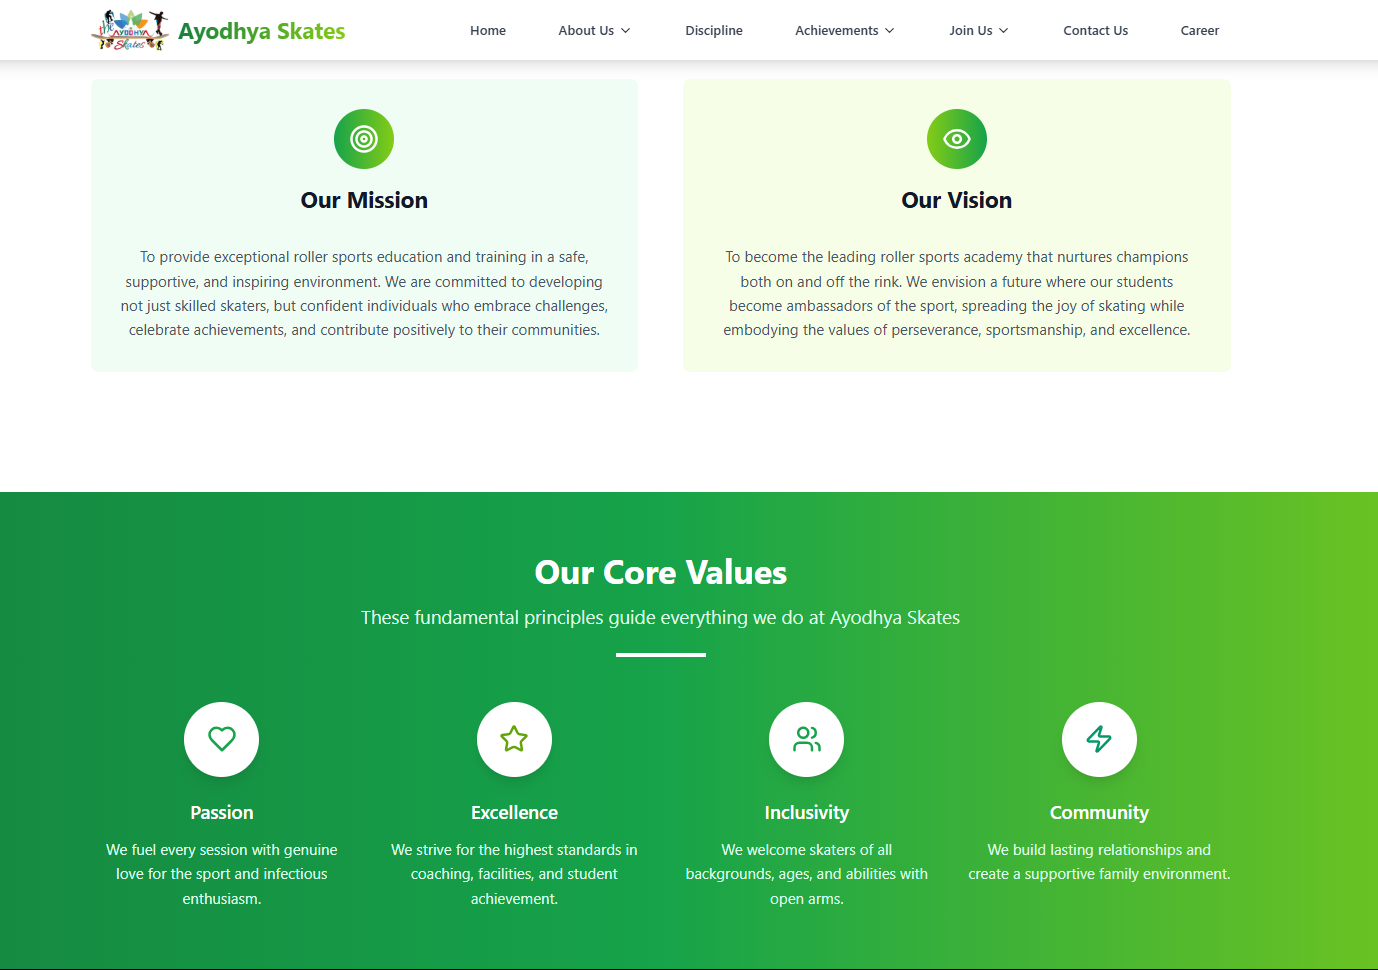 the
AYODHYA
Skates
Ayodhya Skates
Home
About Us
Discipline
Achievements
Join Us
Contact Us
Career
Our Mission
To provide exceptional roller sports education and training in a safe,
supportive, and inspiring environment. We are committed to developing
not just skilled skaters, but confident individuals who embrace challenges,
celebrate achievements, and contribute positively to their communities.
Our Vision
To become the leading roller sports academy that nurtures champions
both on and off the rink. We envision a future where our students
become ambassadors of the sport, spreading the joy of skating while
embodying the values of perseverance, sportsmanship, and excellence.
Our Core Values
These fundamental principles guide everything we do at Ayodhya Skates
Passion
We fuel every session with genuine
love for the sport and infectious
enthusiasm.
Excellence
We strive for the highest standards in
coaching, facilities, and student
achievement.
Inclusivity
We welcome skaters of all
backgrounds, ages, and abilities with
open arms.
Community
We build lasting relationships and
create a supportive family environment.